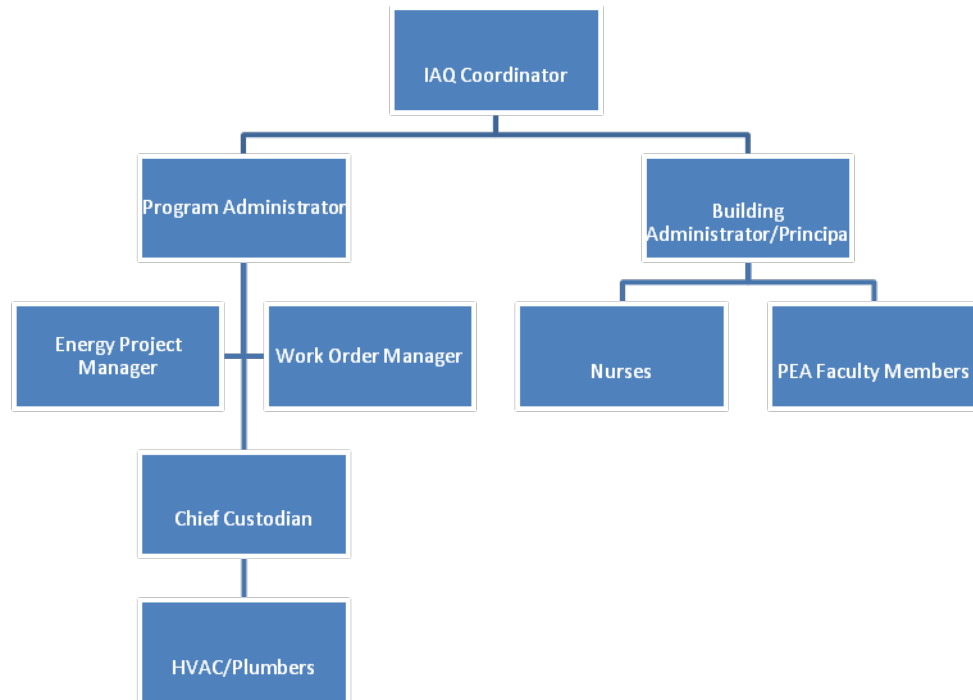 IAQ Coordinator
Program Administrator
Building
Administrator/Principa
Energy Project
Manager
Work Order Manager
Nurses
PEA Faculty Members
Chief Custodian
HVAC/Plumbers